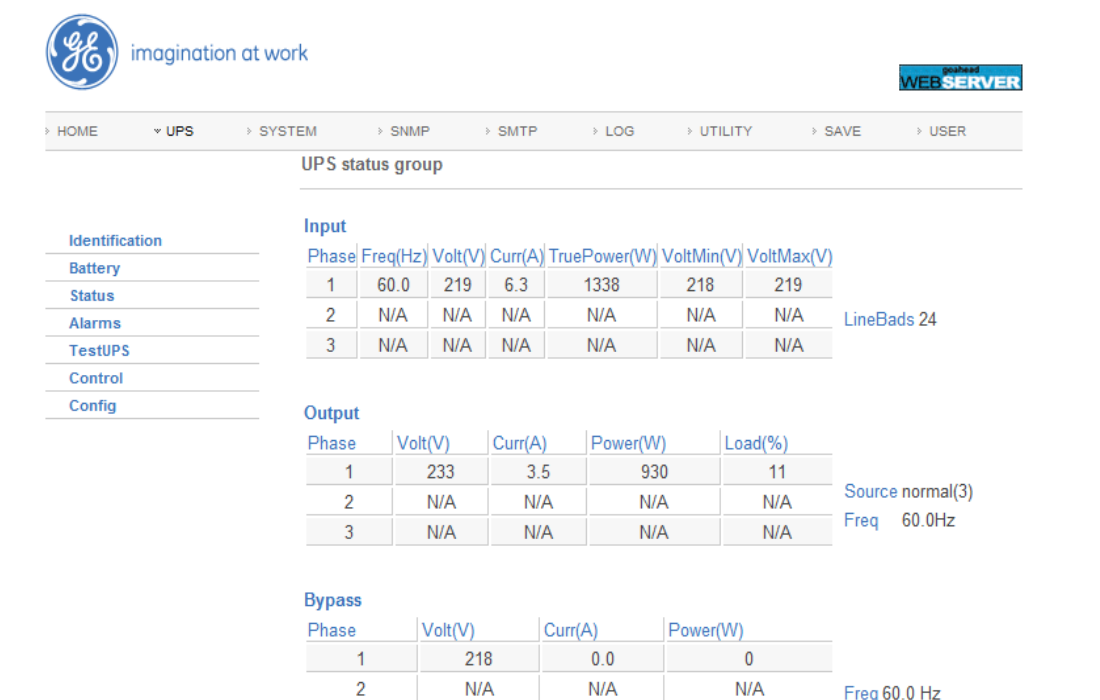 GE imagination at work
goahead
WEBSERVER
HOME UPS SYSTEM SNMP SMTP LOG UTILITY SAVE USER
UPS status group
Identification
Battery
Status
Alarms
TestUPS
Control
Config
Input
Phase Freq(Hz) Volt(V) Curr(A) TruePower(W) VoltMin(V) VoltMax(V)
1 60.0 219 6.3 1338 218 219
2 N/A N/A N/A N/A N/A N/A
3 N/A N/A N/A N/A N/A N/A
LineBads 24
Output
Phase Volt(V) Curr(A) Power(W) Load(%)
1 233 3.5 930 11
2 N/A N/A N/A N/A
3 N/A N/A N/A N/A
Source normal(3)
Freq 60.0Hz
Bypass
Phase Volt(V) Curr(A) Power(W)
1 218 0.0 0
2 N/A N/A N/A
Freq 60.0 Hz